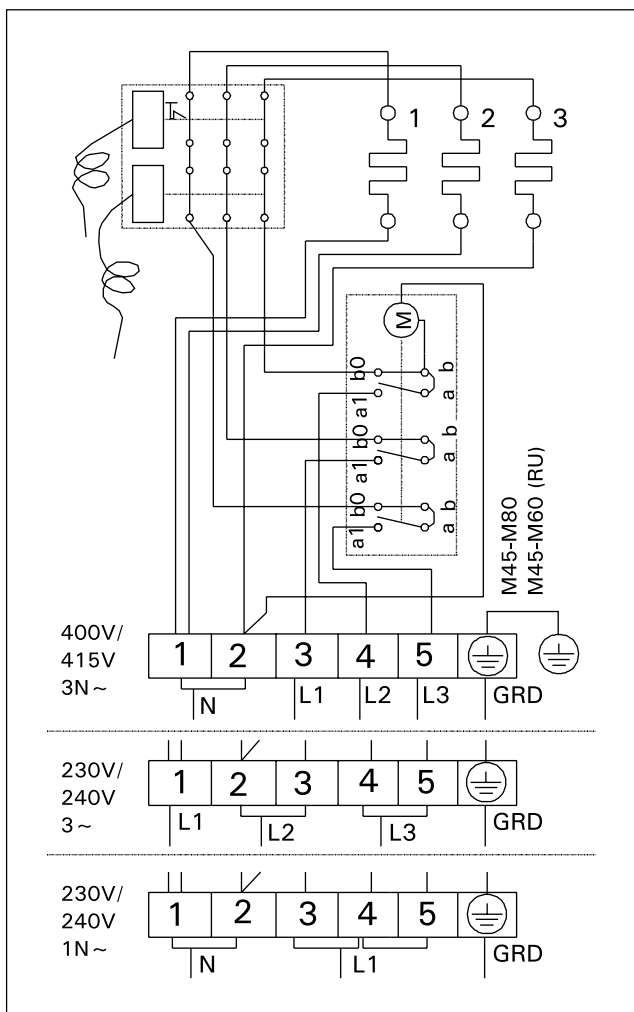 1 2 3
M
b0 b
a1 a
b0 b
a1 a
b0 b
a1 a
M45-M80
M45-M60 (RU)
400V/
415V
3N~
1 2 3 4 5
N L1 L2 L3 GRD
230V/
240V
3~
1 2 3 4 5
L1 L2 L3 GRD
230V/
240V
1N~
1 2 3 4 5
N L1 GRD